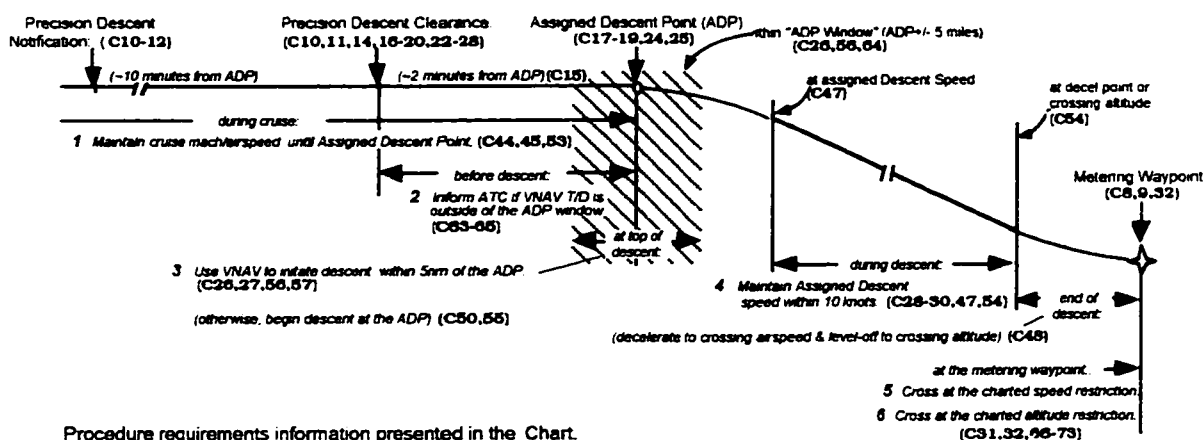 Precision Descent
Notification: (C10-12)
Precision Descent Clearance
(C10,11,14,16-20,22-28)
Assigned Descent Point (ADP)
(C17-19,24,25)
within "ADP Window" (ADP+/- 5 miles)
(C26,56,64)
(~10 minutes from ADP)
(~2 minutes from ADP)(C15)
at assigned Descent Speed
(C47)
at decel point or
crossing altitude
(C54)
during cruise:
1 Maintain cruise mach/airspeed until Assigned Descent Point. (C44,45,53)
Metering Waypoint
(C8,9,32)
before descent:
2 Inform ATC if VNAV T/D is
outside of the ADP window
(C63-65)
at top of
descent:
3 Use VNAV to initiate descent within 5nm of the ADP.
(C26,27,56,57)
(otherwise, begin descent at the ADP) (C50,55)
during descent:
4 Maintain Assigned Descent
speed within 10 knots. (C28-30,47,54)
end of
descent:
(decelerate to crossing airspeed & level-off to crossing altitude) (C48)
at the metering waypoint..
5 Cross at the charted speed restriction.
6 Cross at the charted altitude restriction.
(C31,32,66-73)
Procedure requirements information presented in the Chart.